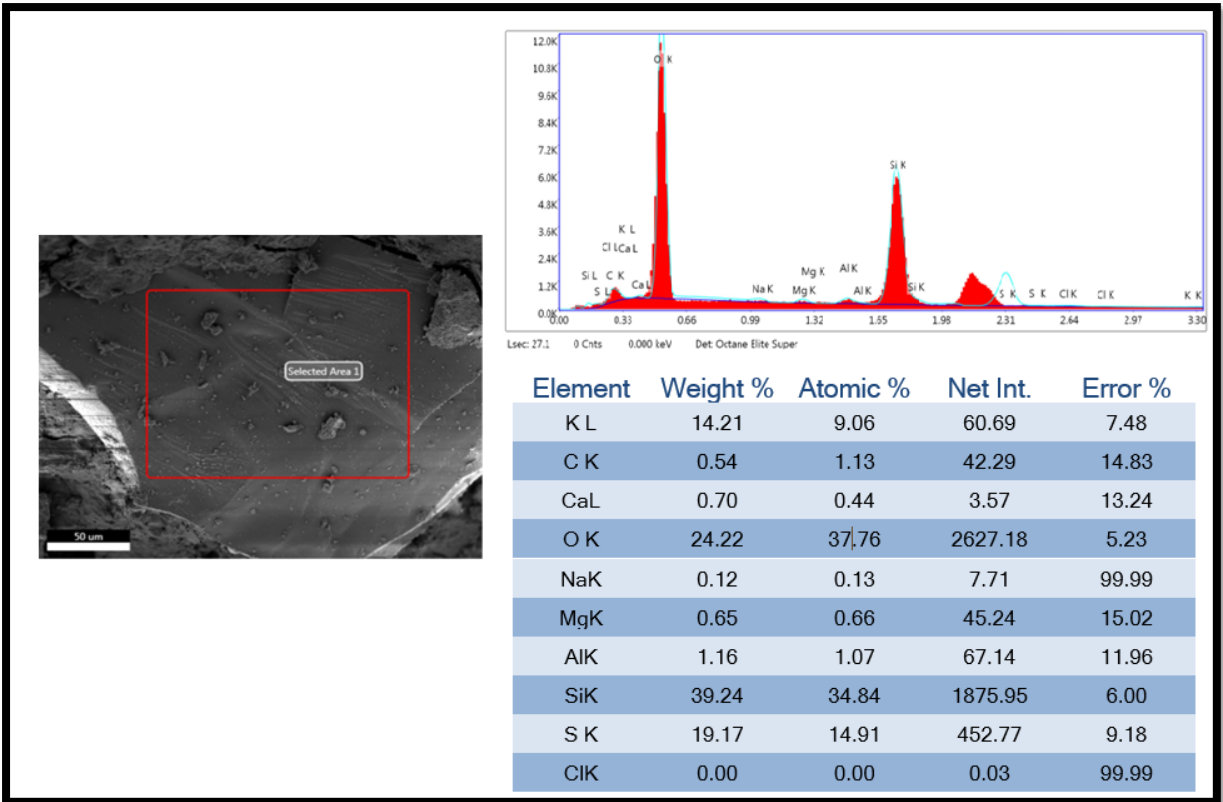 Selected Area 1
50 um
12.0K
10.8K
9.6K
8.4K
7.2K
6.0K
4.8K
3.6K
2.4K
1.2K
0.0K
O K
Si K
K L
Cl L Ca L
Si L C K
S L Ca L
Na K
Mg K
Mg K
Al K
Al K
Si K
S K
S K
Cl K
Cl K
K K
0.00 0.33 0.66 0.99 1.32 1.65 1.98 2.31 2.64 2.97 3.30
Lsec: 27.1 0 Cnts 0.000 keV Det: Octane Elite Super
Element Weight % Atomic % Net Int. Error %
K L 14.21 9.06 60.69 7.48
C K 0.54 1.13 42.29 14.83
CaL 0.70 0.44 3.57 13.24
O K 24.22 37.76 2627.18 5.23
NaK 0.12 0.13 7.71 99.99
MgK 0.65 0.66 45.24 15.02
AlK 1.16 1.07 67.14 11.96
SiK 39.24 34.84 1875.95 6.00
S K 19.17 14.91 452.77 9.18
ClK 0.00 0.00 0.03 99.99